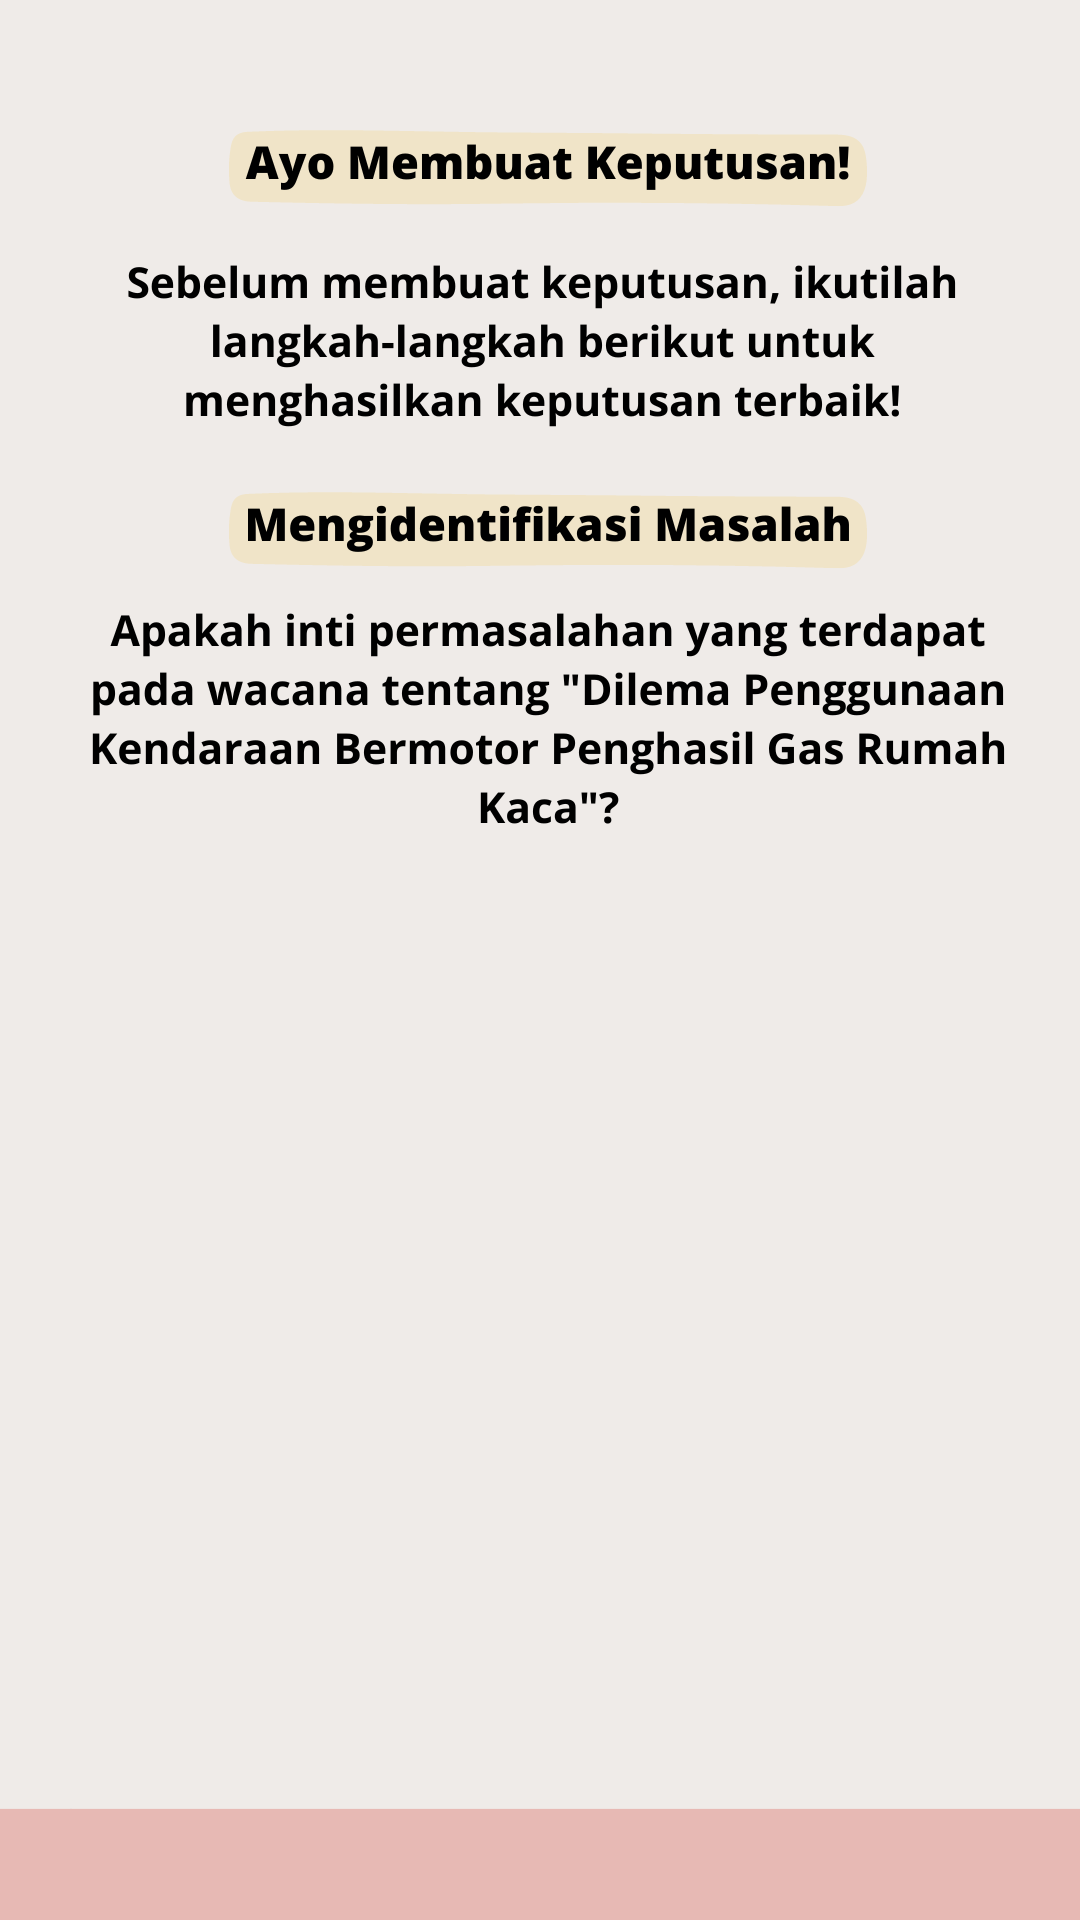 Ayo Membuat Keputusan!
Sebelum membuat keputusan, ikutilah
langkah-langkah berikut untuk
menghasilkan keputusan terbaik!
Mengidentifikasi Masalah
Apakah inti permasalahan yang terdapat
pada wacana tentang "Dilema Penggunaan
Kendaraan Bermotor Penghasil Gas Rumah
Kaca"?